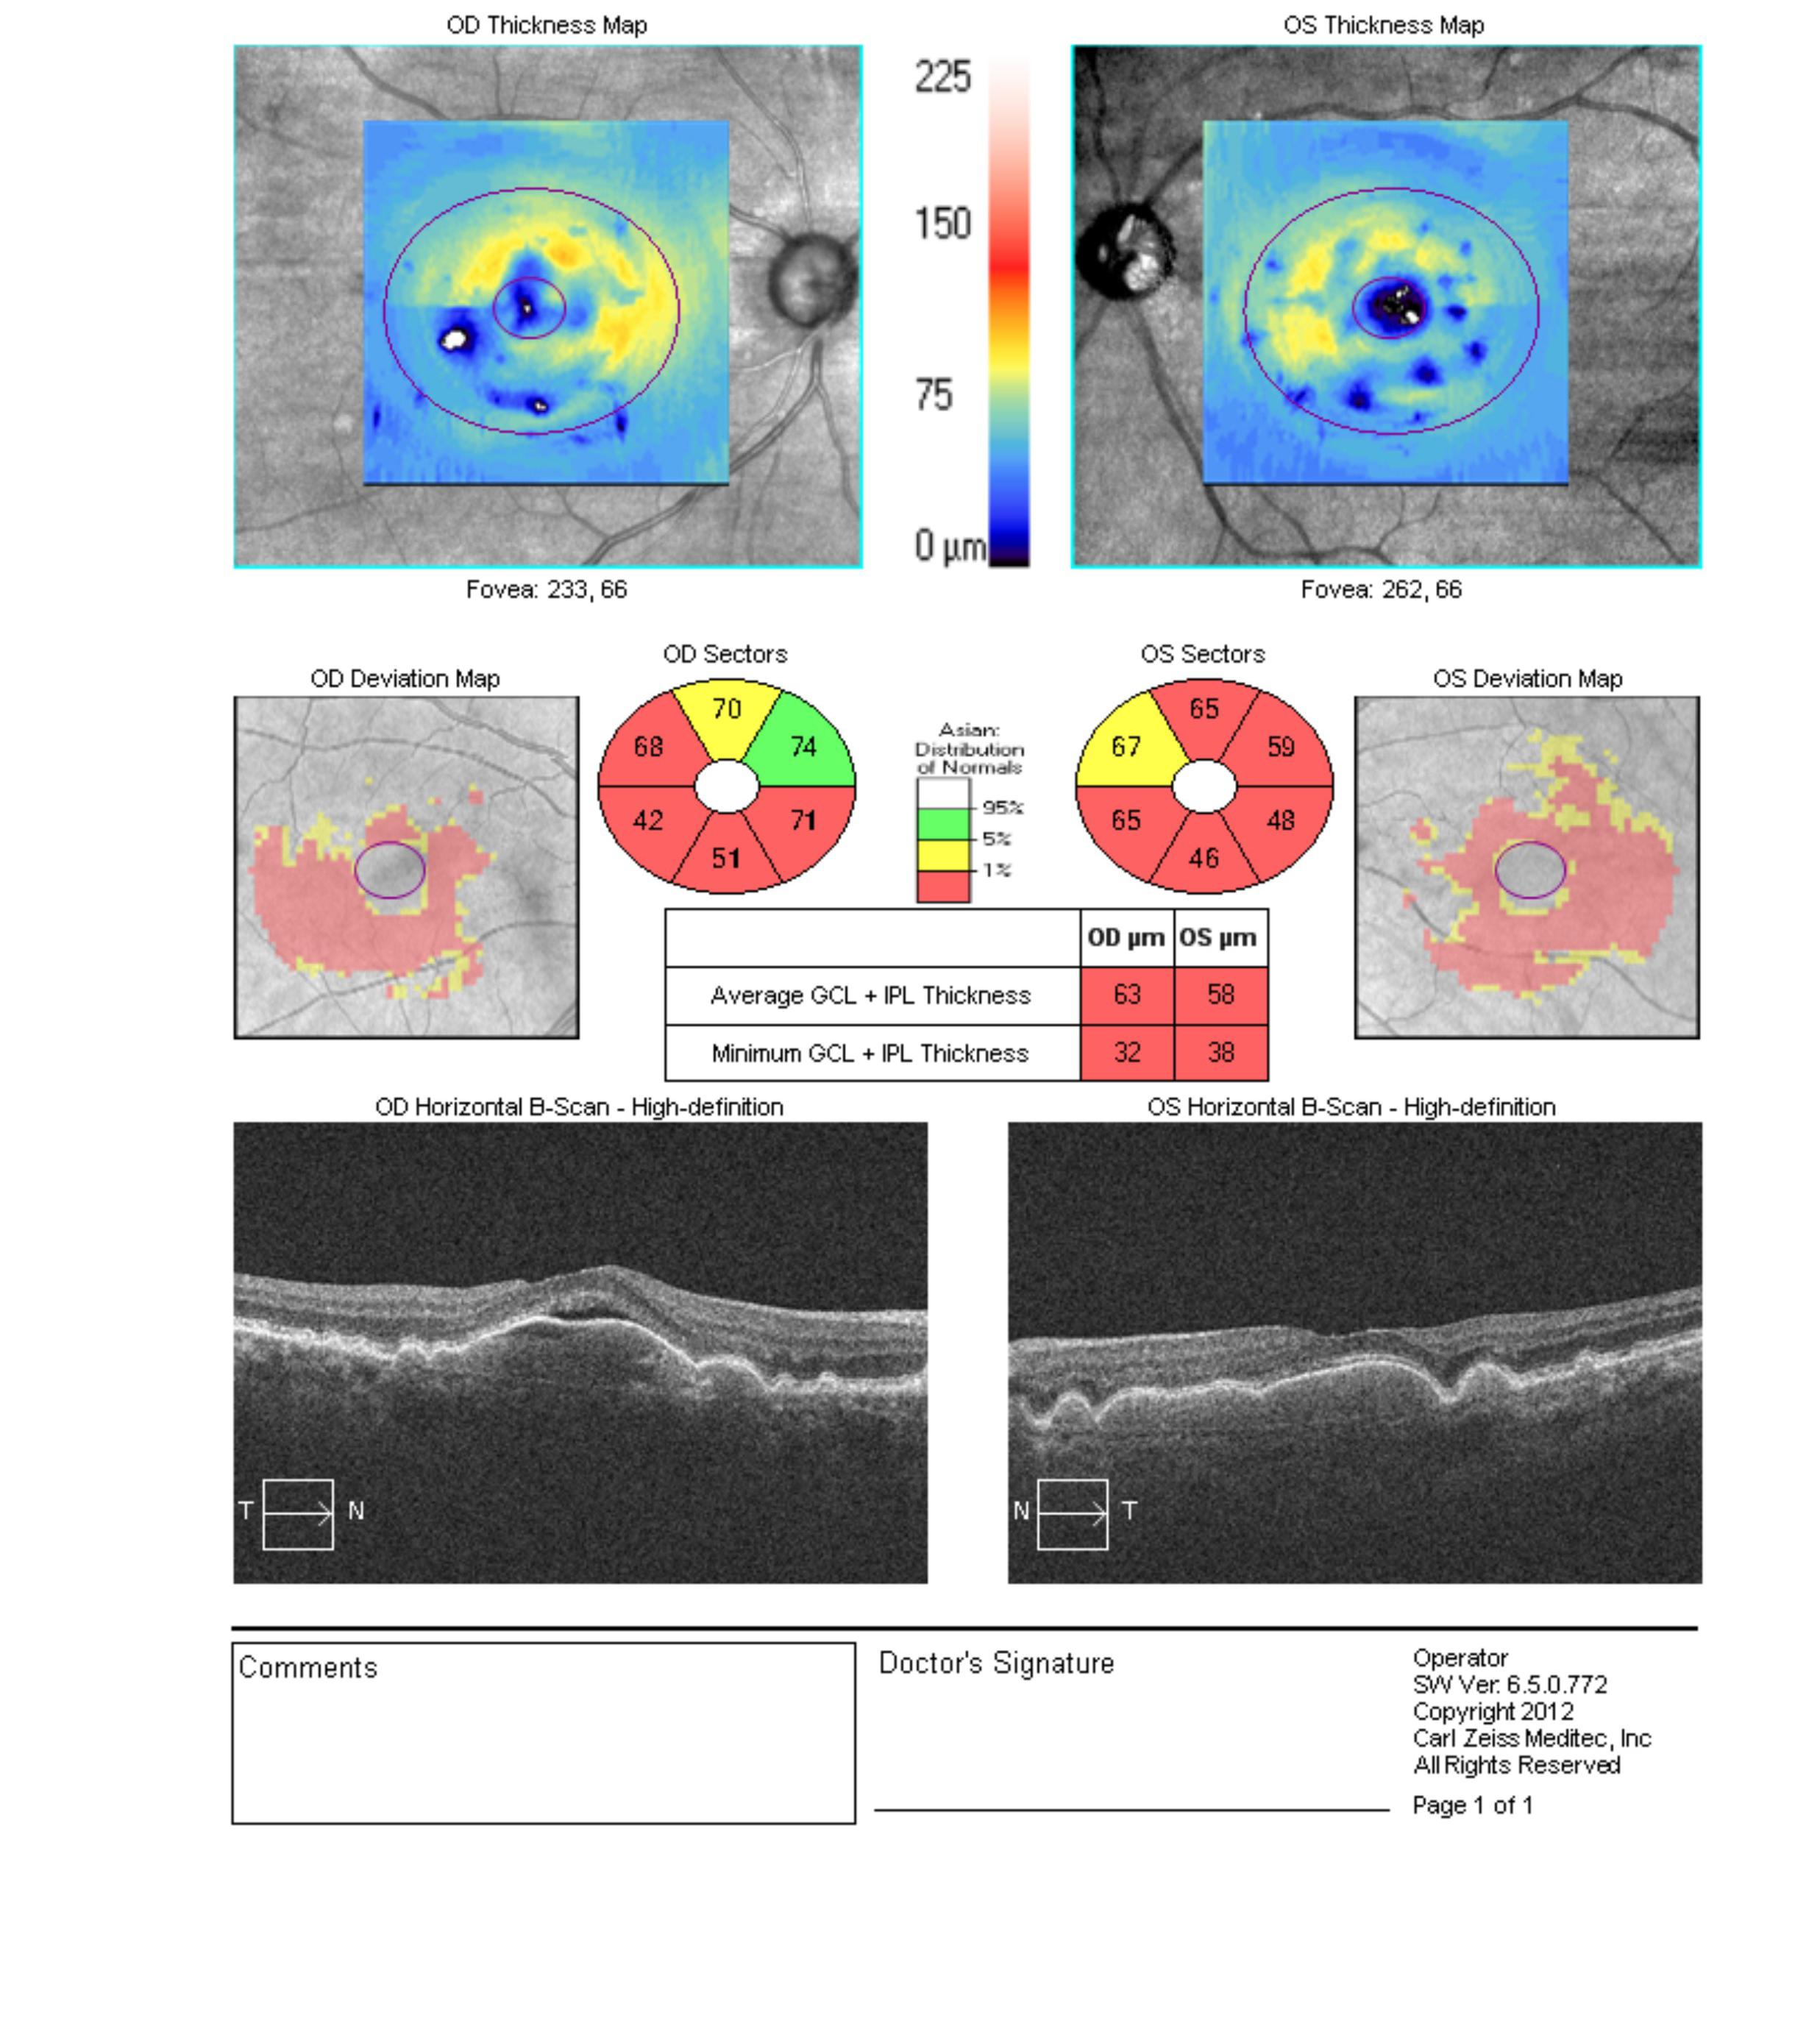 OD Thickness Map
OS Thickness Map
225
150
75
0 µm
Fovea: 233, 66
Fovea: 262, 66
OD Sectors
OS Sectors
OD Deviation Map
OS Deviation Map
70
68
74
42
71
51
Asian:
Distribution
of Normals
95%
5%
1%
65
67
59
65
48
46
OD µm OS µm
Average GCL + IPL Thickness 63 58
Minimum GCL + IPL Thickness 32 38
OD Horizontal B-Scan - High-definition
OS Horizontal B-Scan - High-definition
T N
N T
Comments
Doctor's Signature
Operator
SW Ver: 6.5.0.772
Copyright 2012
Carl Zeiss Meditec, Inc
All Rights Reserved
Page 1 of 1